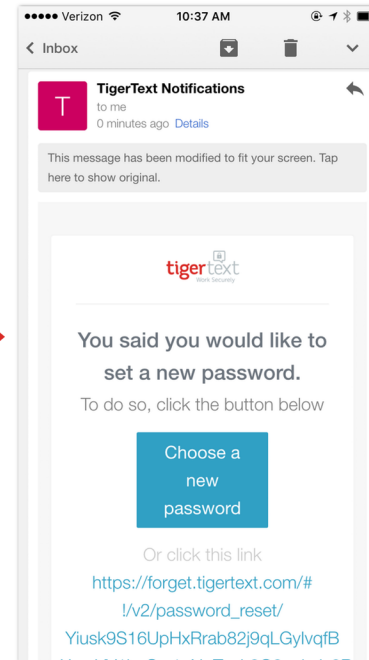 Verizon 10:37 AM
Inbox
TigerText Notifications
T
to me
0 minutes ago Details
This message has been modified to fit your screen. Tap
here to show original.
tigertext
Work Securely
You said you would like to
set a new password.
To do so, click the button below
Choose a
new
password
Or click this link
https://forget.tigertext.com/#
!/v2/password_reset/
Yiusk9S16UpHxRrab82j9qLGylvqfB